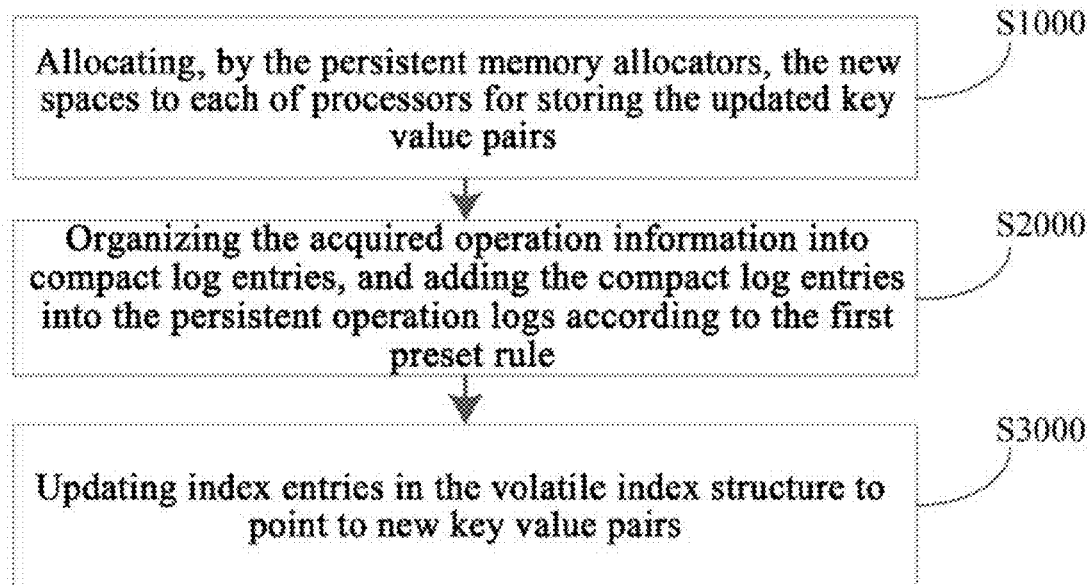 S1000
Allocating, by the persistent memory allocators, the new
spaces to each of processors for storing the updated key
value pairs
S2000
Organizing the acquired operation information into
compact log entries, and adding the compact log entries
into the persistent operation logs according to the first
preset rule
S3000
Updating index entries in the volatile index structure to
point to new key value pairs